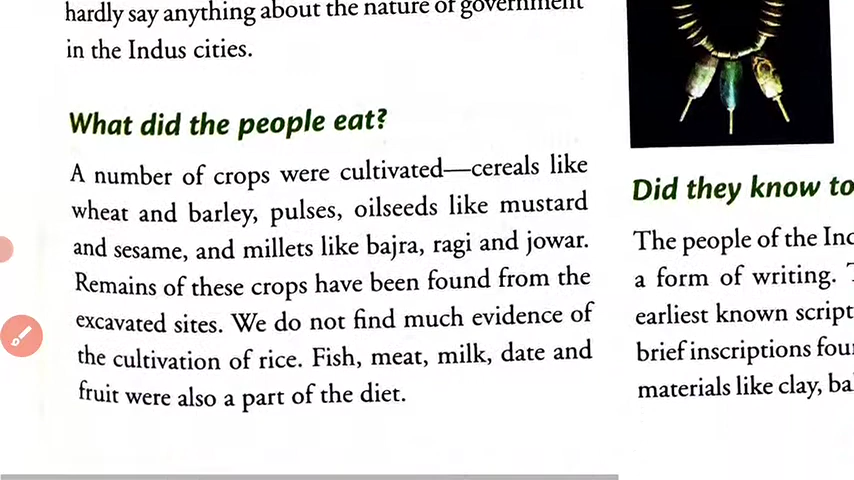 hardly say anything about the nature of government
in the Indus cities.
What did the people eat?
A number of crops were cultivated—cereals like
wheat and barley, pulses, oilseeds like mustard
and sesame, and millets like bajra, ragi and jowar.
Remains of these crops have been found from the
excavated sites. We do not find much evidence of
the cultivation of rice. Fish, meat, milk, date and
fruit were also a part of the diet.
Did they know to
The people of the
a form of writing.
earliest known script
brief inscriptions
materials like clay,